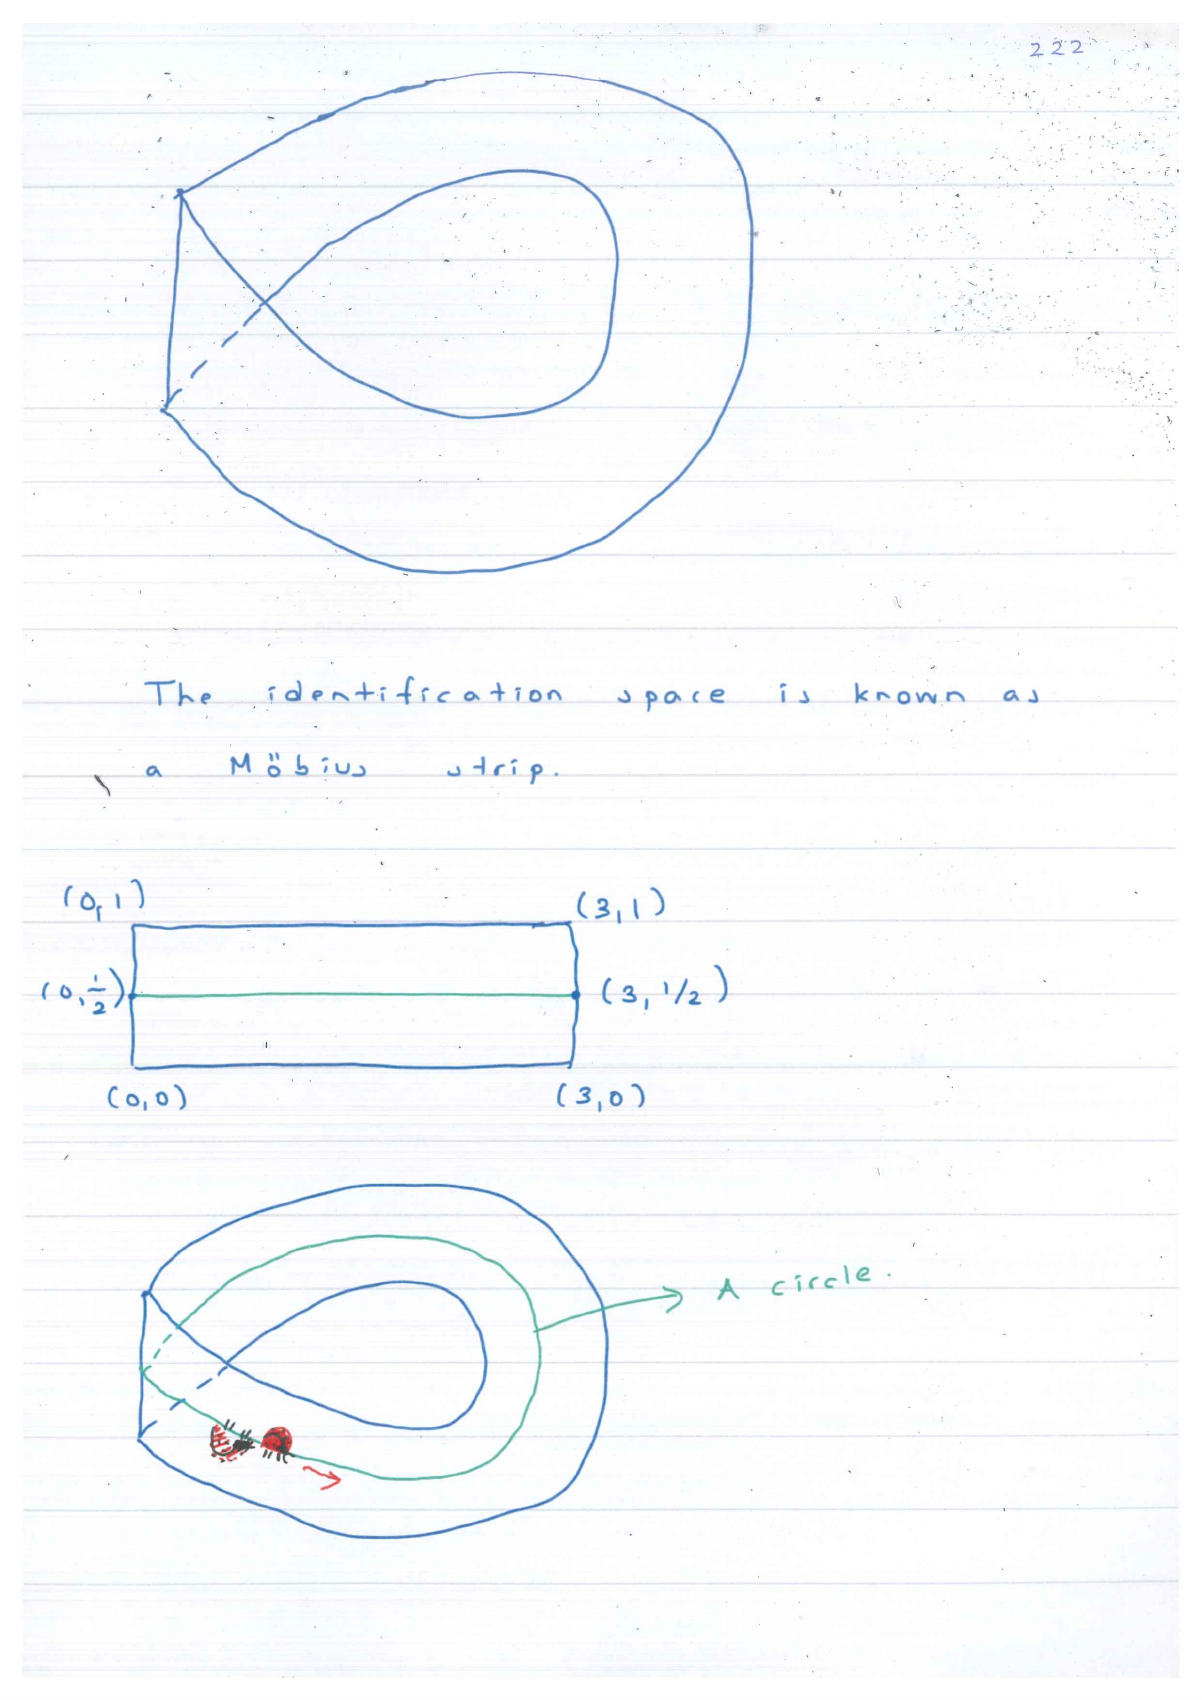 222
The identification space is known as
a Möbius strip.
(0,1) (3,1)
(0,1/2) (3,1/2)
(0,0) (3,0)
A circle.